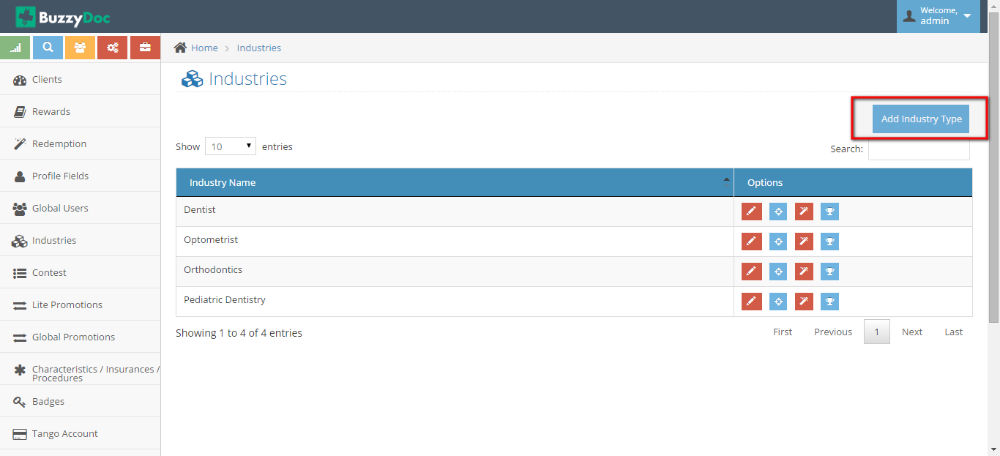 BuzzyDoc
Welcome,
admin
Home > Industries
Clients
Rewards
Redemption
Profile Fields
Global Users
Industries
Contest
Lite Promotions
Global Promotions
Characteristics / Insurances /
Procedures
Badges
Tango Account
Industries
Add Industry Type
Show 10 entries
Search:
Industry Name Options
Dentist
Optometrist
Orthodontics
Pediatric Dentistry
Showing 1 to 4 of 4 entries
First Previous 1 Next Last